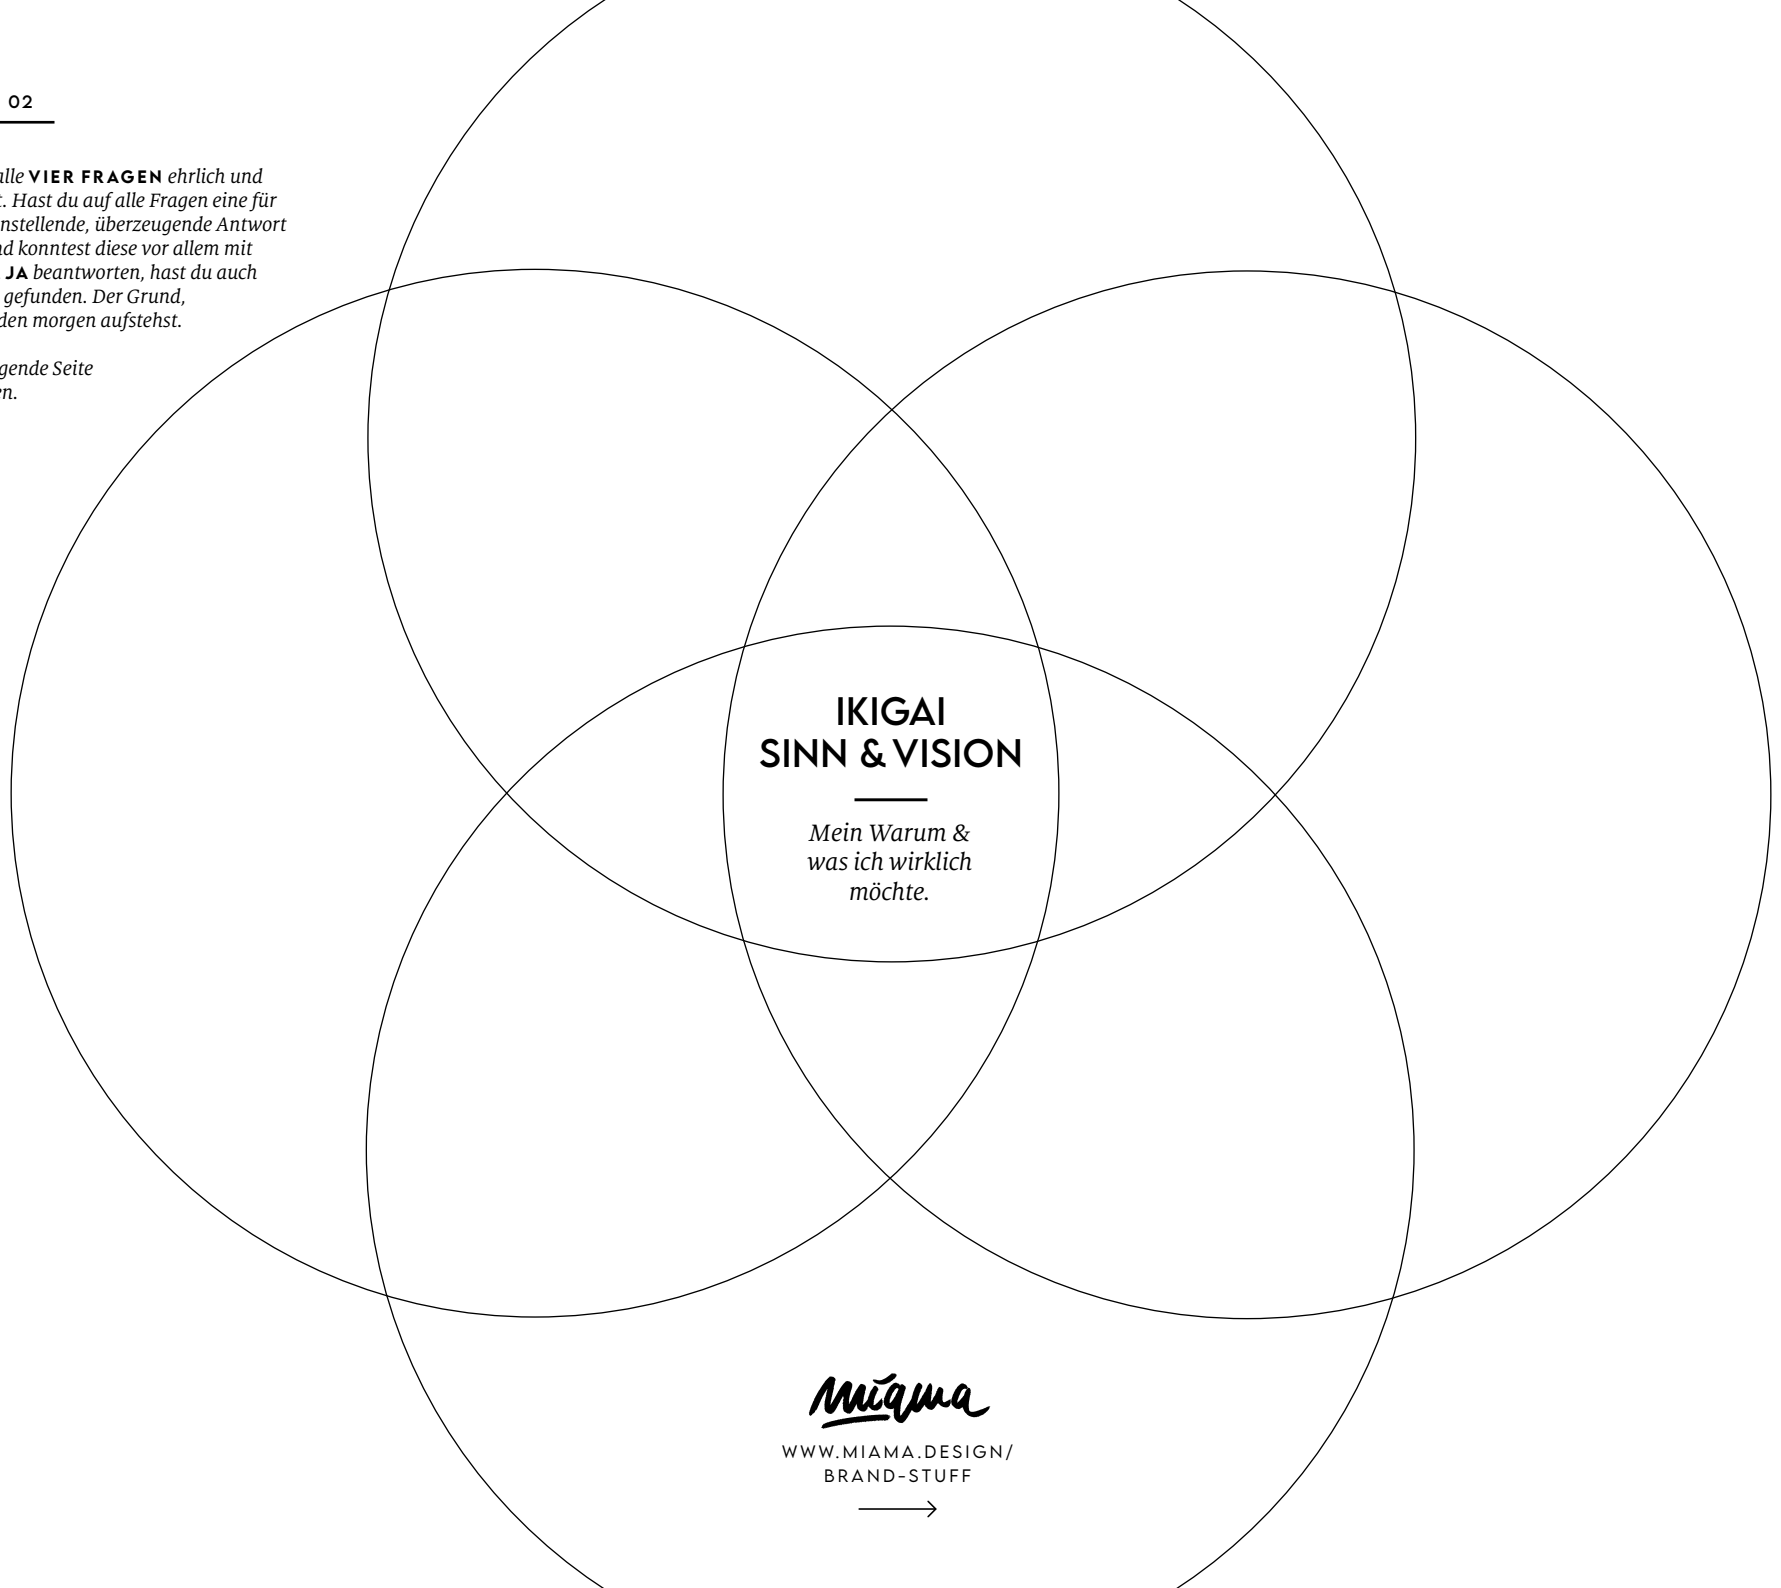 02
alle VIER FRAGEN ehrlich und
. Hast du auf alle Fragen eine für
nstellende, überzeugende Antwort
nd konntest diese vor allem mit
JA beantworten, hast du auch
gefunden. Der Grund,
den morgen aufstehst.
gende Seite
en.
IKIGAI
SINN & VISION
Mein Warum &
was ich wirklich
möchte.
miama
WWW.MIAMA.DESIGN/
BRAND-STUFF